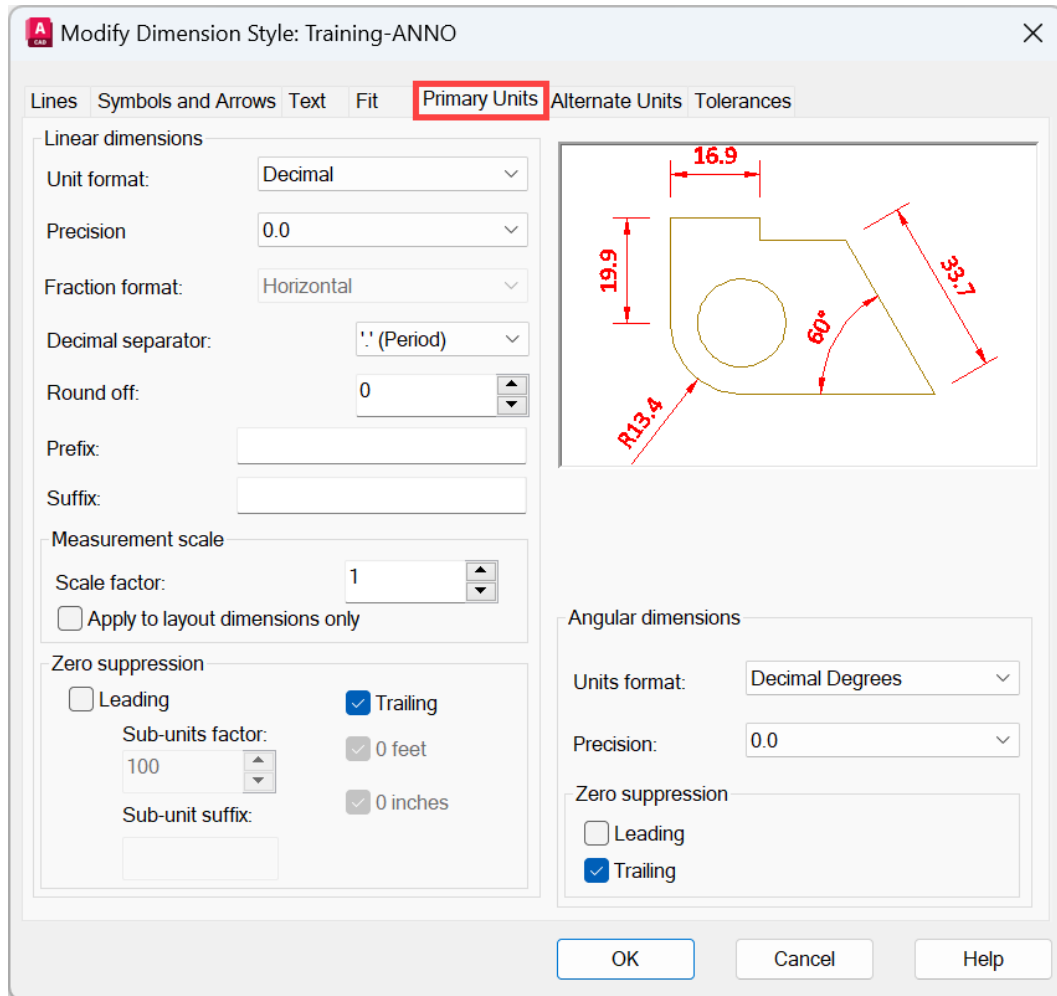 A
CAD
Modify Dimension Style: Training-ANNO
Lines Symbols and Arrows Text Fit Primary Units Alternate Units Tolerances
Linear dimensions
Unit format: Decimal
Precision 0.0
Fraction format: Horizontal
Decimal separator: '.' (Period)
Round off: 0
Prefix:
Suffix:
Measurement scale
Scale factor: 1
Apply to layout dimensions only
Zero suppression
Leading Trailing
Sub-units factor: 0 feet
100
0 inches
Sub-unit suffix:
16.9
19.9
33.7
60°
R13.4
Angular dimensions
Units format: Decimal Degrees
Precision: 0.0
Zero suppression
Leading
Trailing
OK Cancel Help